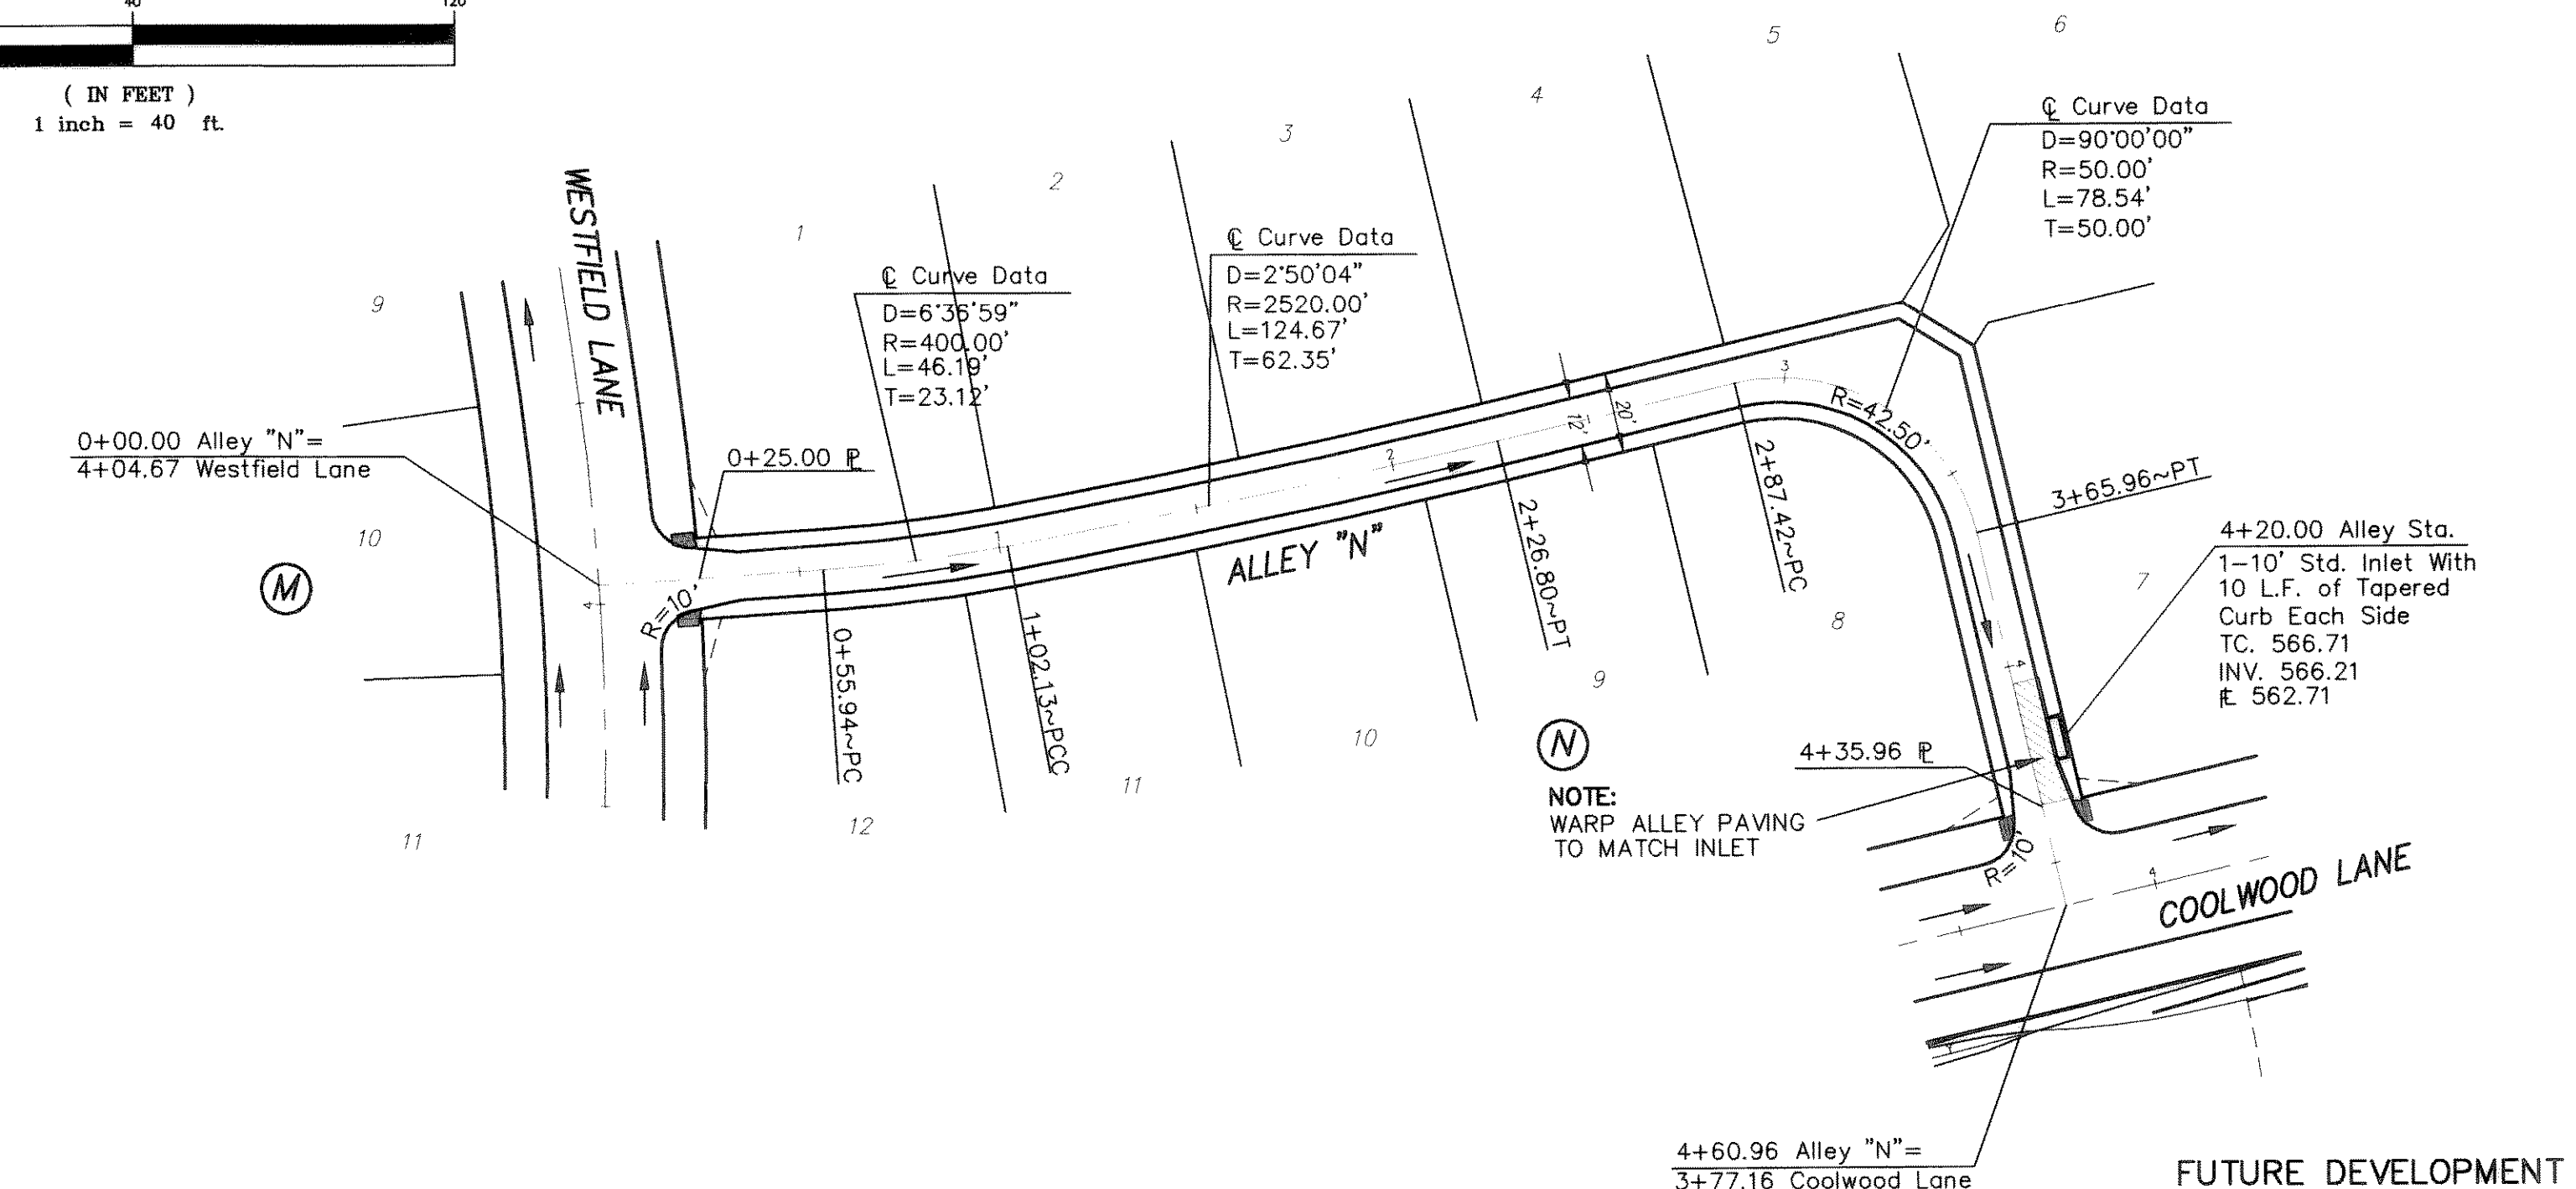 40
120
( IN FEET )
1 inch = 40 ft.
5
6
4
3
2
1
9
10
11
12
11
10
9
8
7
WESTFIELD LANE
℄ Curve Data
D=6°36'59"
R=400.00'
L=46.19'
T=23.12'
℄ Curve Data
D=2°50'04"
R=2520.00'
L=124.67'
T=62.35'
℄ Curve Data
D=90°00'00"
R=50.00'
L=78.54'
T=50.00'
0+00.00 Alley "N"=
4+04.67 Westfield Lane
0+25.00 ⅊
M
4
R=10'
1
2
3
12'
20'
R=42.50'
ALLEY "N"
0+55.94~PC
1+02.13~PCC
2+26.80~PT
2+87.42~PC
3+65.96~PT
4+20.00 Alley Sta.
1-10' Std. Inlet With
10 L.F. of Tapered
Curb Each Side
TC. 566.71
INV. 566.21
℄ 562.71
4
N
4+35.96 ⅊
NOTE:
WARP ALLEY PAVING
TO MATCH INLET
R=10'
4
COOLWOOD LANE
4+60.96 Alley "N"=
3+77.16 Coolwood Lane
FUTURE DEVELOPMENT